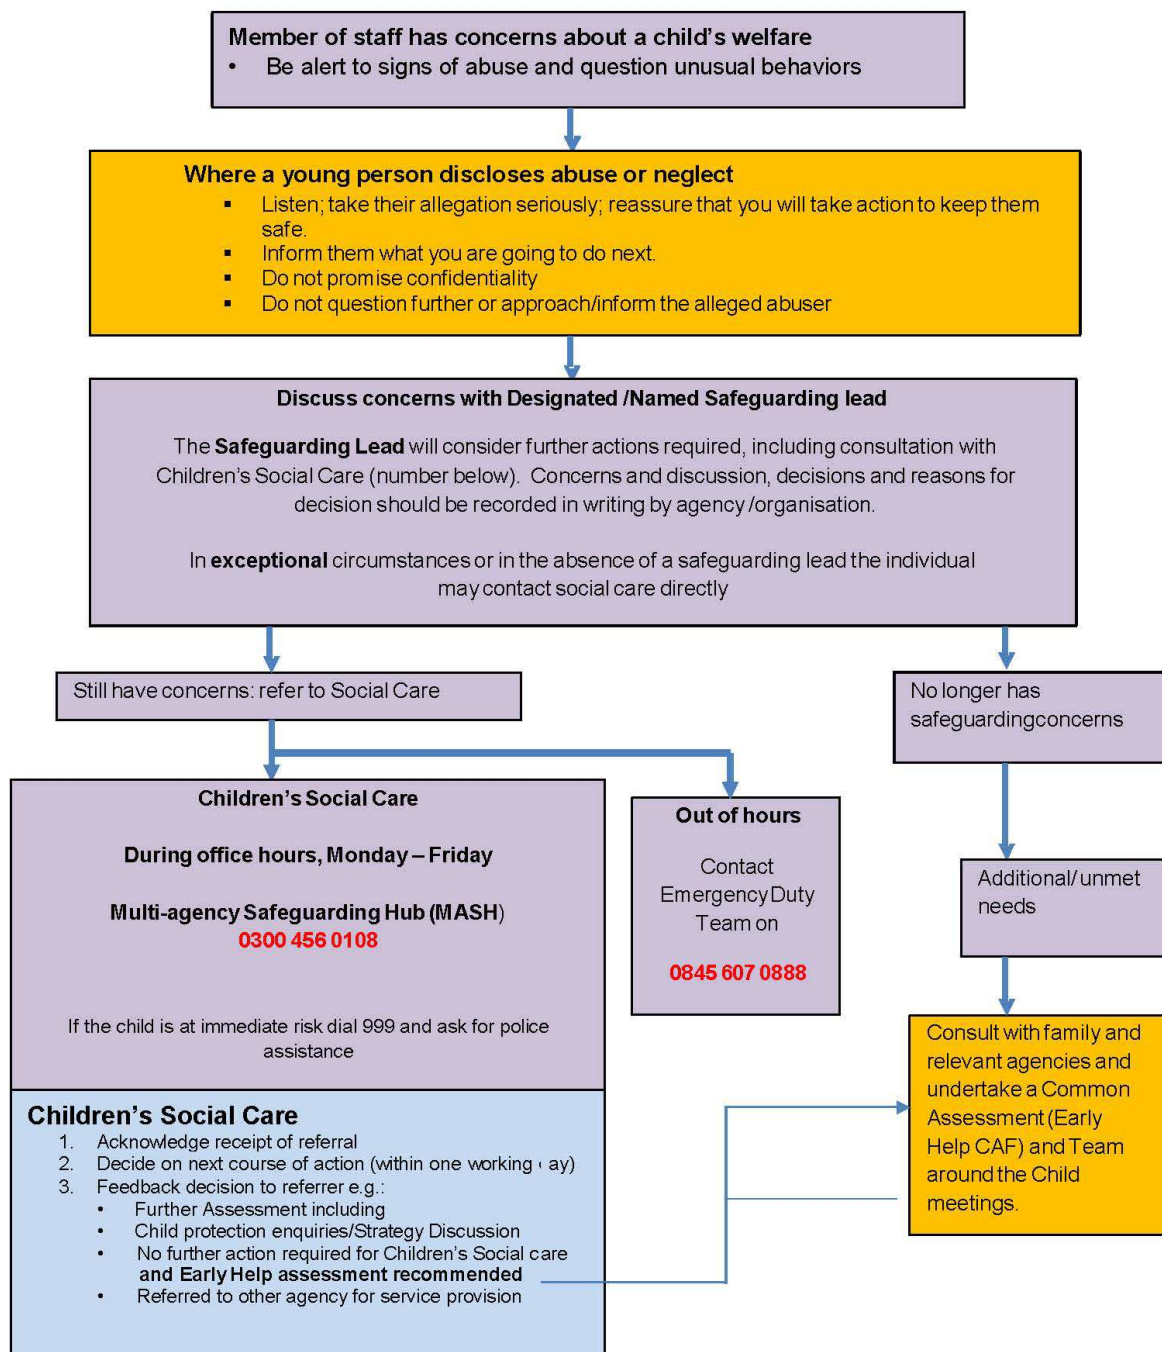 Member of staff has concerns about a child's welfare
• Be alert to signs of abuse and question unusual behaviors
Where a young person discloses abuse or neglect
▪ Listen; take their allegation seriously; reassure that you will take action to keep them
safe.
▪ Inform them what you are going to do next.
▪ Do not promise confidentiality
▪ Do not question further or approach/inform the alleged abuser
Discuss concerns with Designated /Named Safeguarding lead
The Safeguarding Lead will consider further actions required, including consultation with
Children's Social Care (number below). Concerns and discussion, decisions and reasons for
decision should be recorded in writing by agency /organisation.
In exceptional circumstances or in the absence of a safeguarding lead the individual
may contact social care directly
Still have concerns: refer to Social Care
No longer has
safeguardingconcerns
Children's Social Care
During office hours, Monday – Friday
Multi-agency Safeguarding Hub (MASH)
0300 456 0108
If the child is at immediate risk dial 999 and ask for police
assistance
Out of hours
Contact
Emergency Duty
Team on
0845 607 0888
Additional/ unmet
needs
Consult with family and
relevant agencies and
undertake a Common
Assessment (Early
Help CAF) and Team
around the Child
meetings.
Children's Social Care
1. Acknowledge receipt of referral
2. Decide on next course of action (within one working ay)
3. Feedback decision to referrer e.g.:
• Further Assessment including
• Child protection enquiries/Strategy Discussion
• No further action required for Children's Social care
and Early Help assessment recommended
• Referred to other agency for service provision